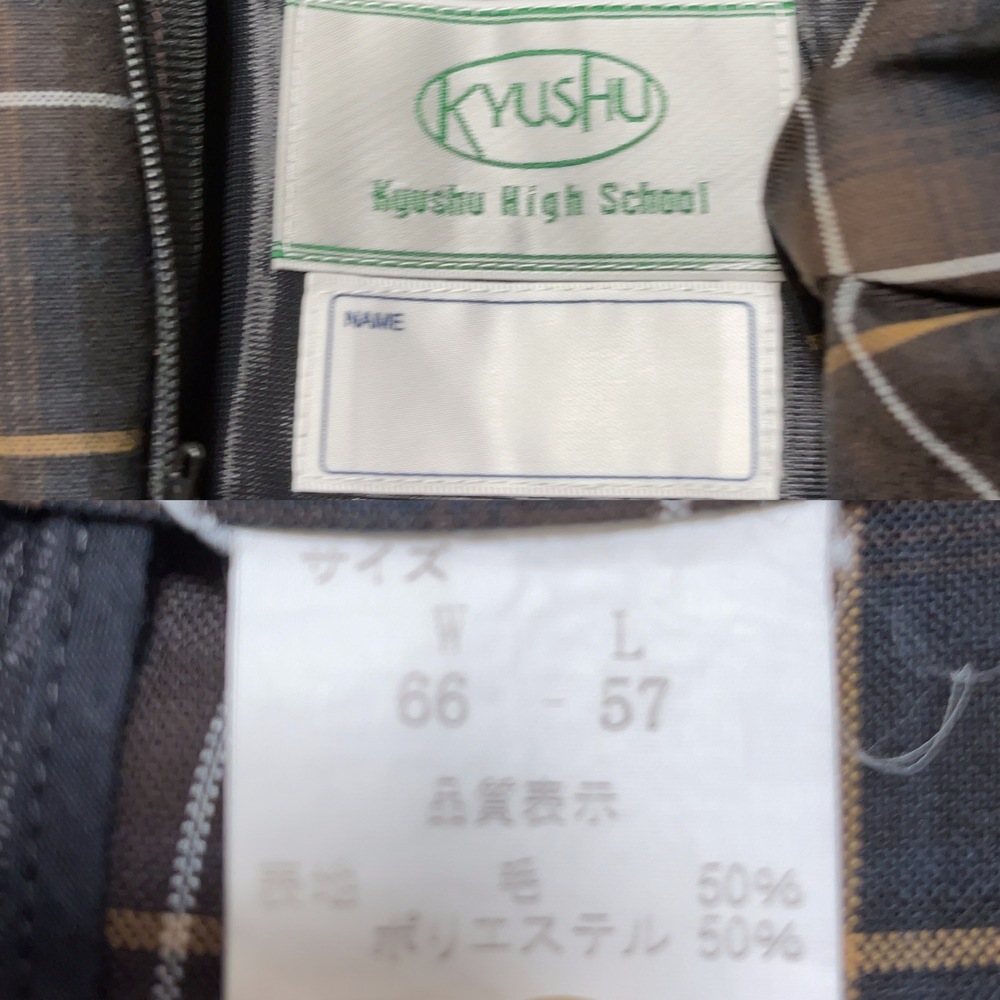 KYUSHU
Kyushu High School
NAME
サイズ
W L
66 - 57
品質表示
表地 毛 50%
ポリエステル 50%